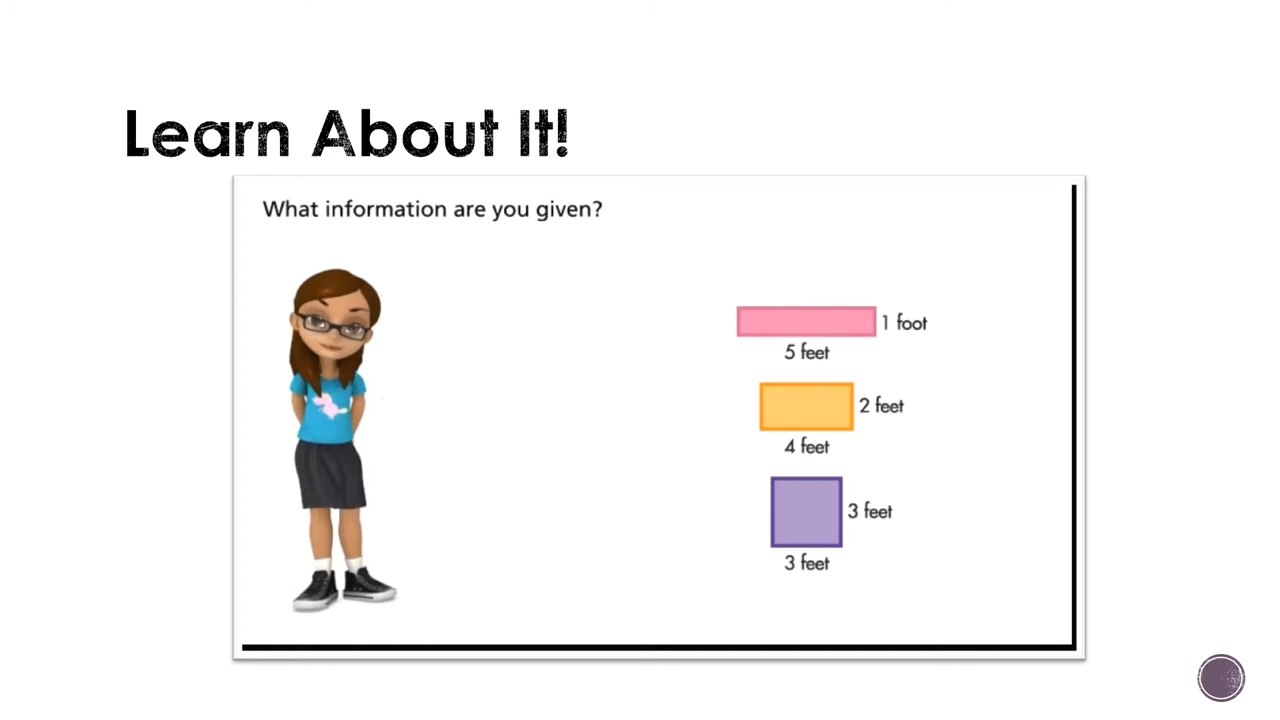 Learn About It!
What information are you given?
1 foot
5 feet
2 feet
4 feet
3 feet
3 feet